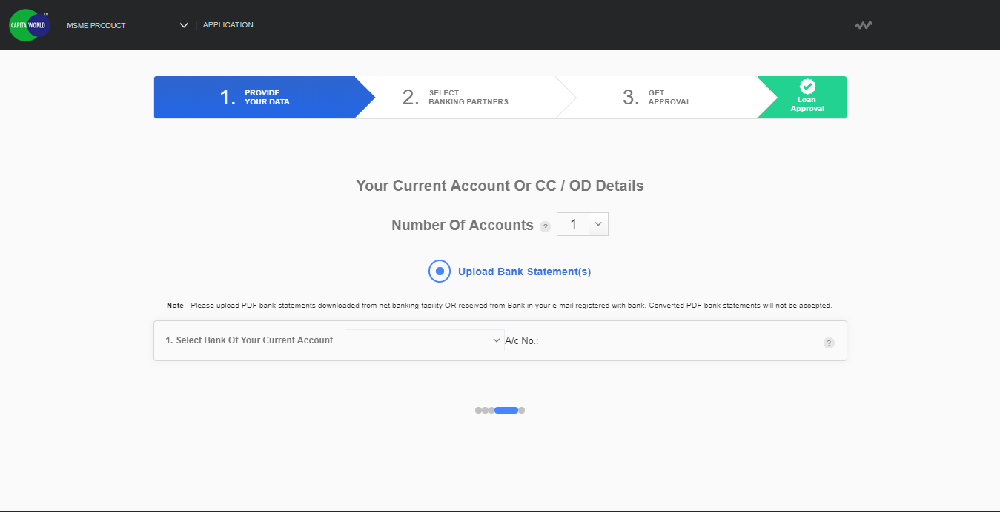 CAPITA WORLD ™
MSME PRODUCT
APPLICATION
1. PROVIDE
YOUR DATA
2. SELECT
BANKING PARTNERS
3. GET
APPROVAL
Loan
Approval
Your Current Account Or CC / OD Details
Number Of Accounts ? 1
Upload Bank Statement(s)
Note - Please upload PDF bank statements downloaded from net banking facility OR received from Bank in your e-mail registered with bank. Converted PDF bank statements will not be accepted.
1. Select Bank Of Your Current Account A/c No.: ?